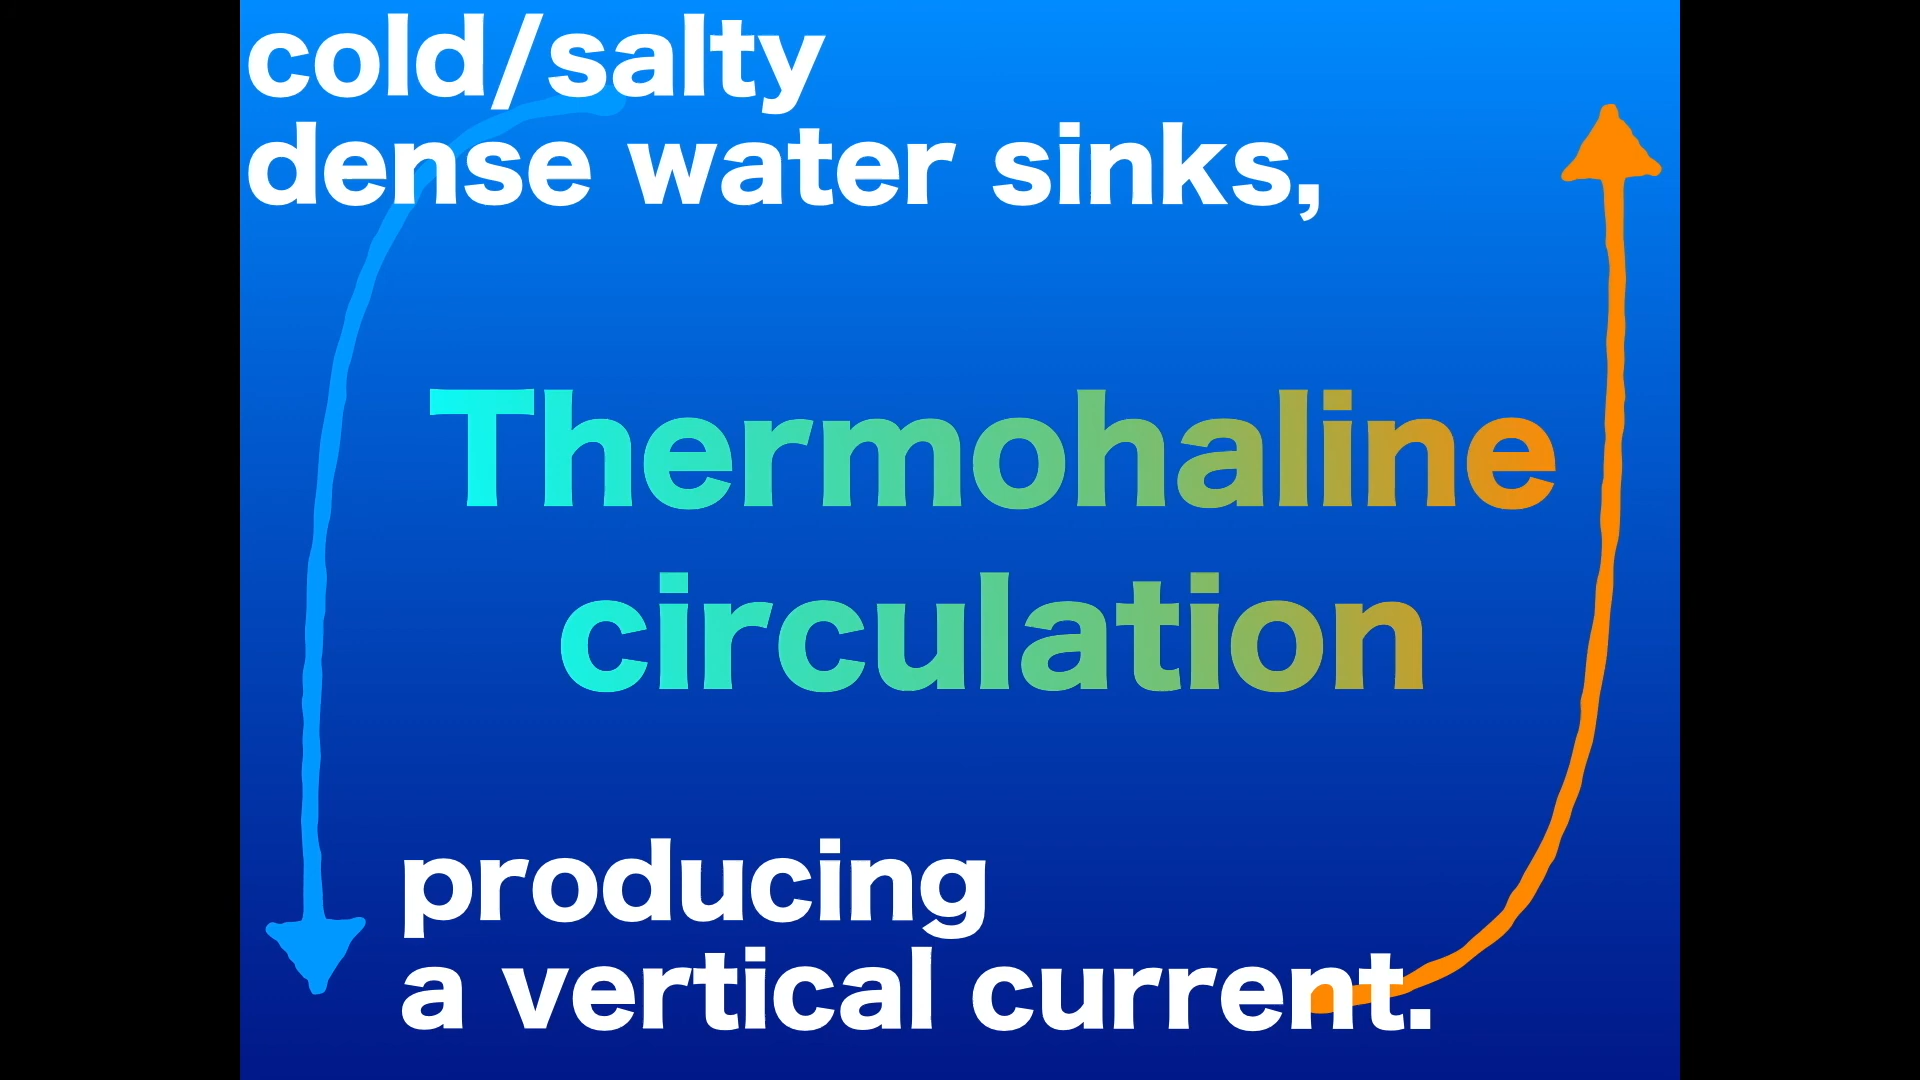 cold/salty
dense water sinks,
Thermohaline
circulation
producing
a vertical current.